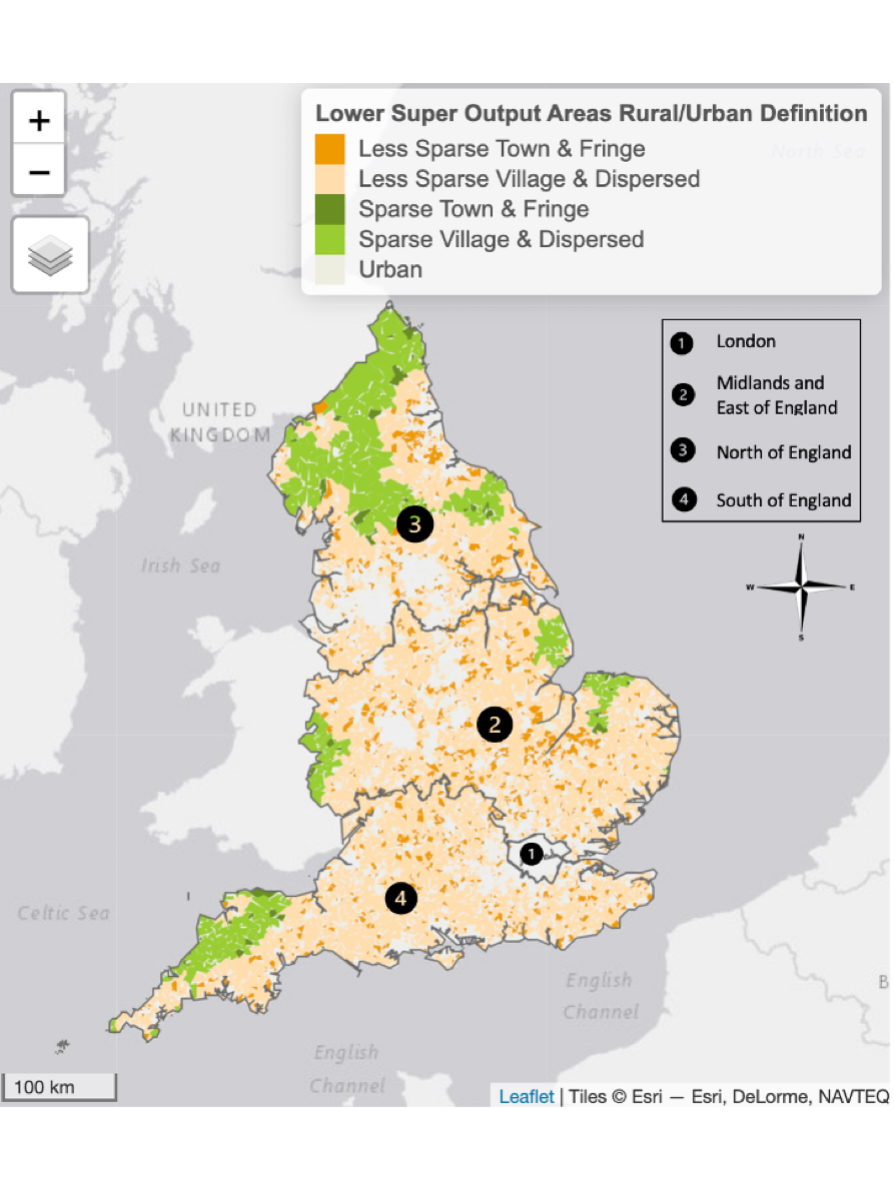 +
−
Lower Super Output Areas Rural/Urban Definition
Less Sparse Town & Fringe
Less Sparse Village & Dispersed
Sparse Town & Fringe
Sparse Village & Dispersed
Urban
North Sea
1 London
2 Midlands and
East of England
3 North of England
4 South of England
UNITED
KINGDOM
N
W E
S
3
Irish Sea
2
1
4
Celtic Sea
English
Channel
B
English
Channel
100 km
Leaflet | Tiles © Esri — Esri, DeLorme, NAVTEQ